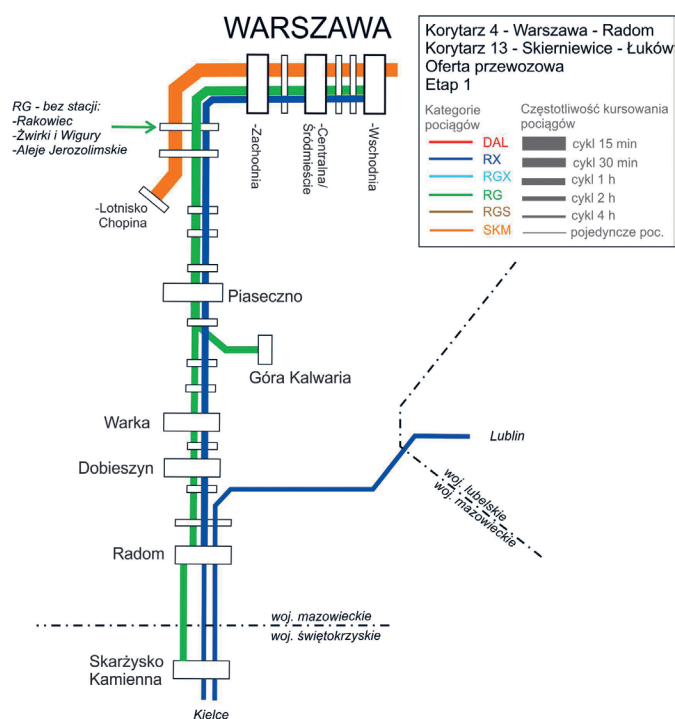 WARSZAWA
Korytarz 4 - Warszawa - Radom
Korytarz 13 - Skierniewice - Łuków
Oferta przewozowa
Etap 1
Kategorie
pociągów
DAL
RX
RGX
RG
RGS
SKM
Częstotliwość kursowania
pociągów
cykl 15 min
cykl 30 min
cykl 1 h
cykl 2 h
cykl 4 h
pojedyncze poc.
RG - bez stacji:
-Rakowiec
-Żwirki i Wigury
-Aleje Jerozolimskie
-Zachodnia
-Centralna/
Śródmieście
-Wschodnia
-Lotnisko
Chopina
Piaseczno
Góra Kalwaria
Warka
Dobieszyn
Lublin
woj. lubelskie
woj. mazowieckie
Radom
woj. mazowieckie
woj. świętokrzyskie
Skarżysko
Kamienna
Kielce